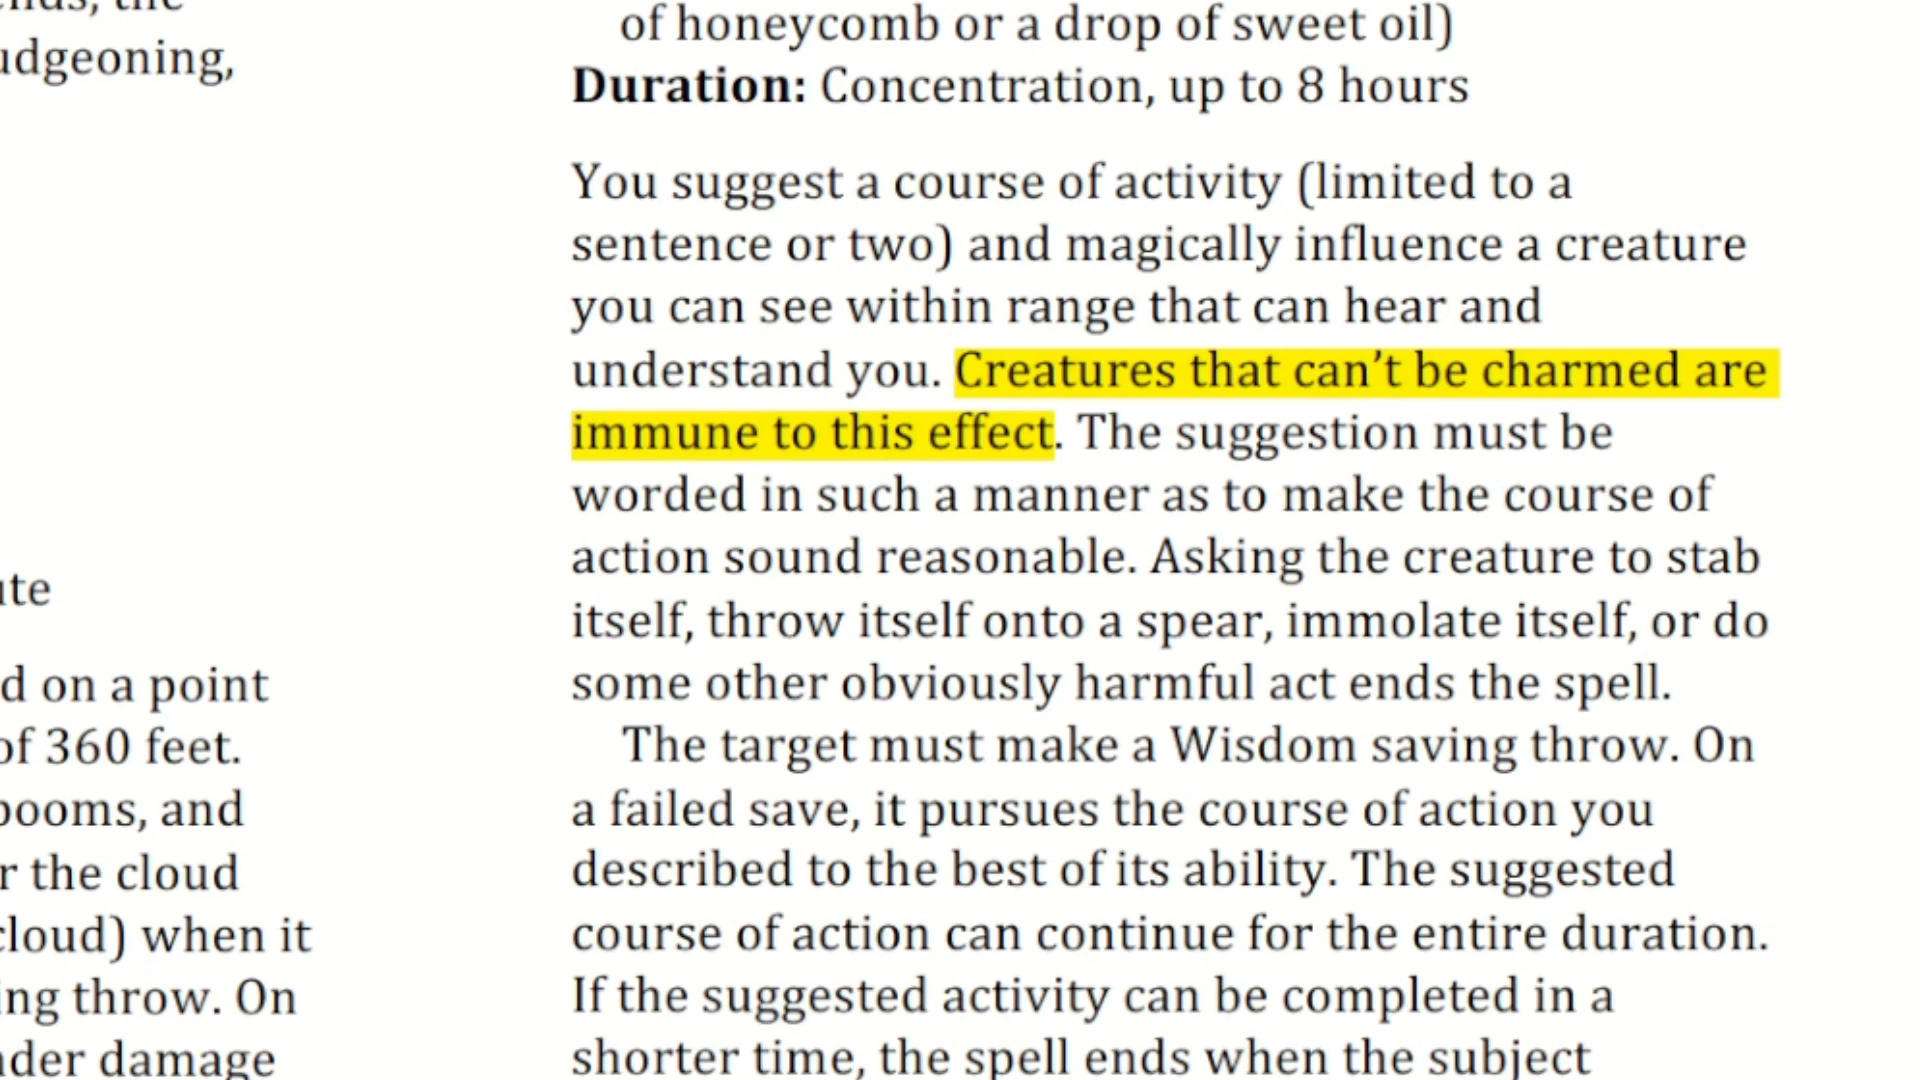 udgeoning,
ute
d on a point
of 360 feet.
booms, and
r the cloud
cloud) when it
ing throw. On
nder damage
of honeycomb or a drop of sweet oil)
Duration: Concentration, up to 8 hours
You suggest a course of activity (limited to a
sentence or two) and magically influence a creature
you can see within range that can hear and
understand you. Creatures that can’t be charmed are
immune to this effect. The suggestion must be
worded in such a manner as to make the course of
action sound reasonable. Asking the creature to stab
itself, throw itself onto a spear, immolate itself, or do
some other obviously harmful act ends the spell.
The target must make a Wisdom saving throw. On
a failed save, it pursues the course of action you
described to the best of its ability. The suggested
course of action can continue for the entire duration.
If the suggested activity can be completed in a
shorter time, the spell ends when the subject